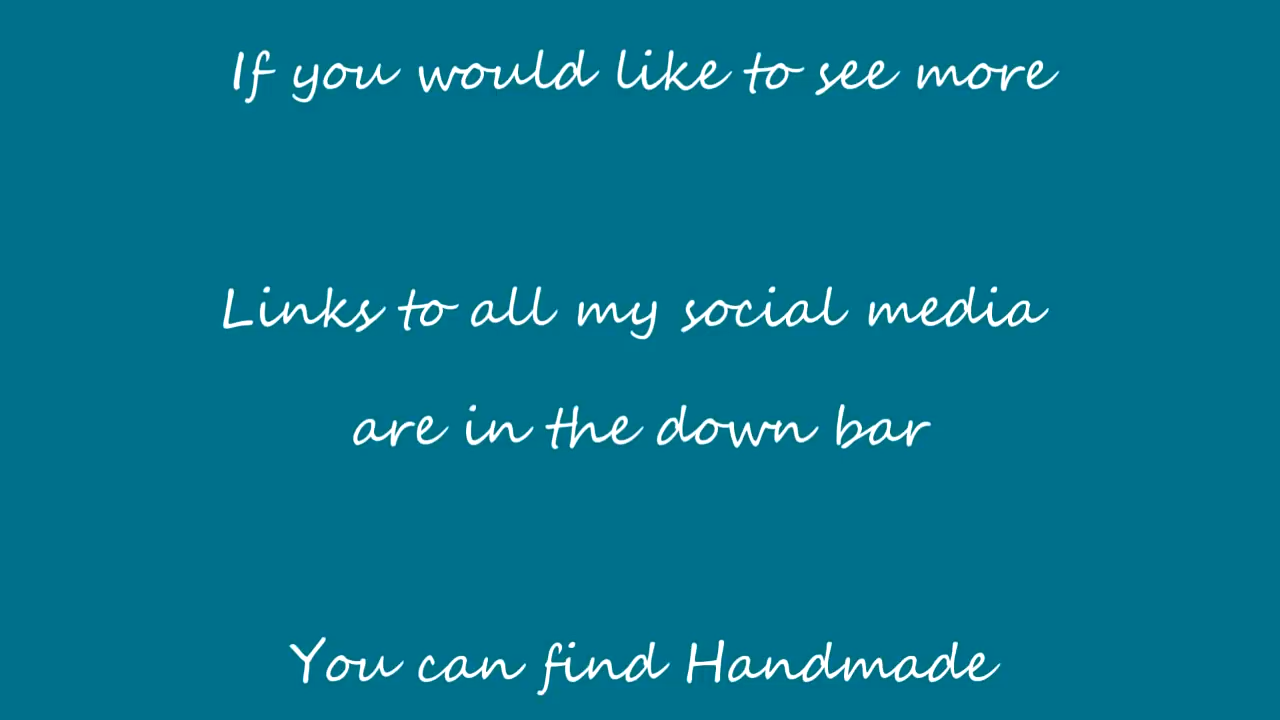 If you would like to see more
Links to all my social media
are in the down bar
You can find Handmade